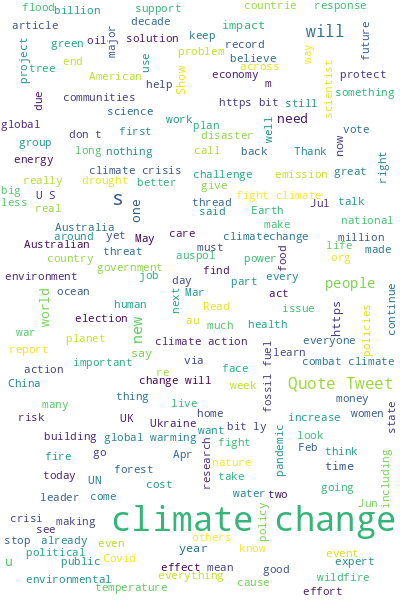 flood
billion
support
countrie
response
article
decade
impact
will
future
project
green
oil
major
solution
keep
record
believe
problem
way
scientist
tree
end
American
use
Show
across
economy
m
protect
something
due
communities
help
https bit
still
global
don t
science
first
work
plan
disaster
well
need
now
vote
group
long
nothing
call
back
Thank
great
right
energy
climate crisis
challenge
emission
big
really
drought
better
give
fight climate
less
U S
real
s
one
thread
said
Earth
Jul
talk
national
Australia
make
around
yet
May
care
climatechange
million
Australian
threat
must
food
life
made
country
government
auspol
power
org
environment
job
find
part
every
people
ocean
human
next
day
Mar
act
world
war
election
new
Read
issue
https
policies
continue
planet
au
much
health
report
climate action
learn
everyone
action
important
say
via
face
fossil fuel
combat climate
China
re
change will
week
Quote Tweet
many
thing
live
money
risk
UK
Ukraine
home
increase
women
state
building
global warming
want
bit ly
fight
pandemic
look
fire
go
Apr
research
Feb
think
today
forest
nature
time
including
leader
UN
come
cost
take
water
two
going
crisi
making
climate change
policy
Jun
see
stop
already
even
year
others
know
event
political
Covid
u
public
effect
mean
good
expert
environmental
everything
cause
wildfire
temperature
effort